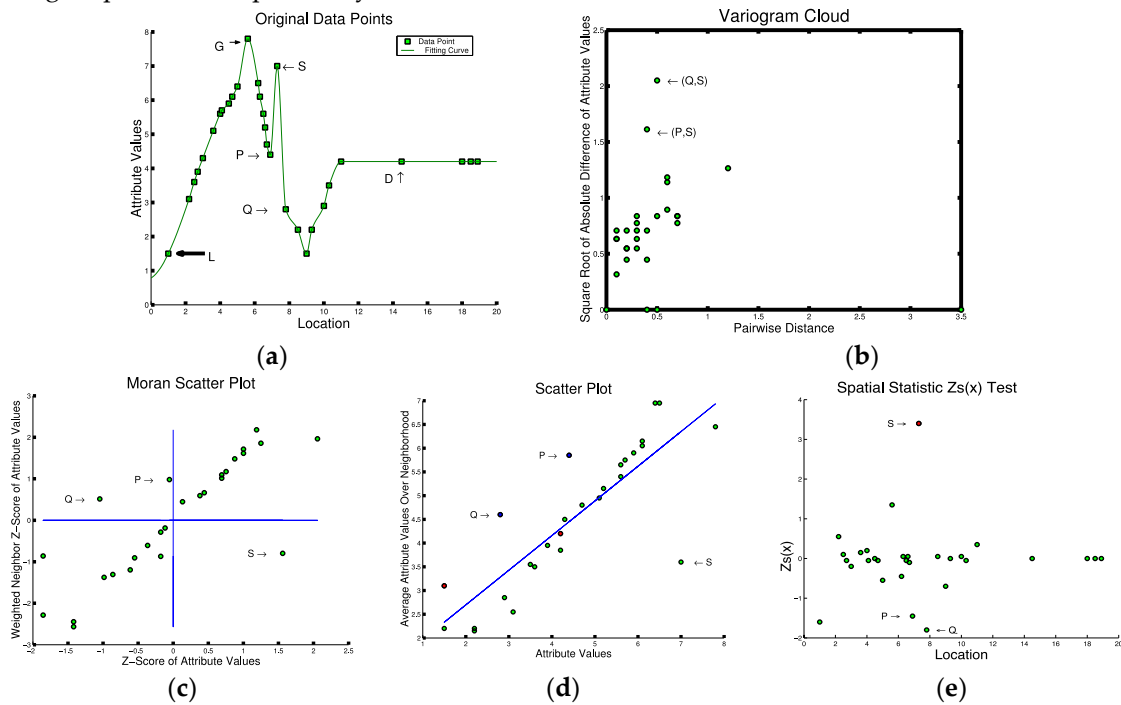 Original Data Points
Attribute Values
8
7
6
5
4
3
2
1
0
0 2 4 6 8 10 12 14 16 18 20
Location
Data Point
Fitting Curve
G →
← S
P →
D ↑
Q →
L
(a)
Variogram Cloud
Square Root of Absolute Difference of Attribute Values
2.5
2
1.5
1
0.5
0
0 0.5 1 1.5 2 2.5 3 3.5
Pairwise Distance
← (Q,S)
← (P,S)
(b)
Moran Scatter Plot
Weighted Neighbor Z−Score of Attribute Values
3
2
1
0
−1
−2
−3
−2 −1.5 −1 −0.5 0 0.5 1 1.5 2 2.5
Z−Score of Attribute Values
P →
Q →
S →
(c)
Scatter Plot
Average Attribute Values Over Neighborhood
7
6.5
6
5.5
5
4.5
4
3.5
3
2.5
2
1 2 3 4 5 6 7 8
Attribute Values
P →
Q →
← S
(d)
Spatial Statistic Zs(x) Test
Zs(x)
4
3
2
1
0
−1
−2
0 2 4 6 8 10 12 14 16 18 20
Location
S →
P →
← Q
(e)